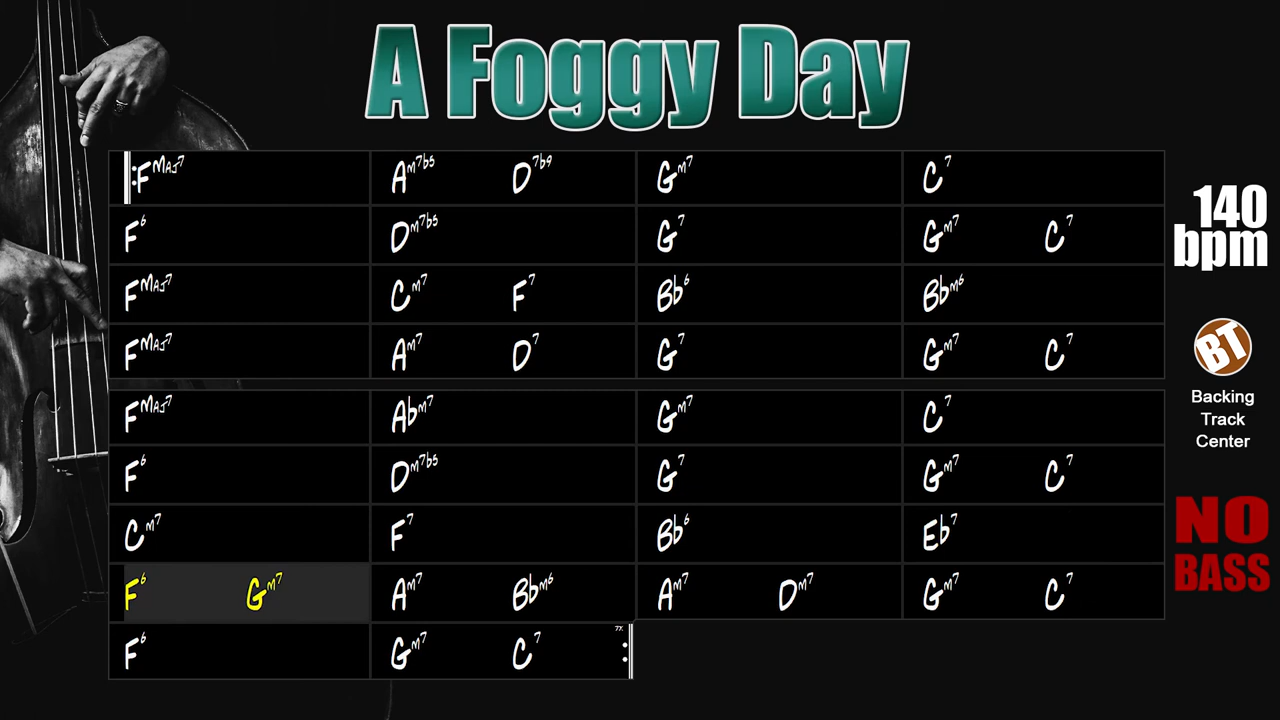 A Foggy Day
FMAJ7 Am7b5 D7b9 Gm7 C7
F6 Dm7b5 G7 Gm7 C7
FMAJ7 Cm7 F7 Bb6 Bbm6
FMAJ7 Am7 D7 G7 Gm7 C7
FMAJ7 Abm7 Gm7 C7
F6 Dm7b5 G7 Gm7 C7
Cm7 F7 Bb6 Eb7
F6 Gm7 Am7 Bbm6 Am7 Dm7 Gm7 C7
F6 Gm7 C7 7x
140
bpm
BT
Backing
Track
Center
NO
BASS